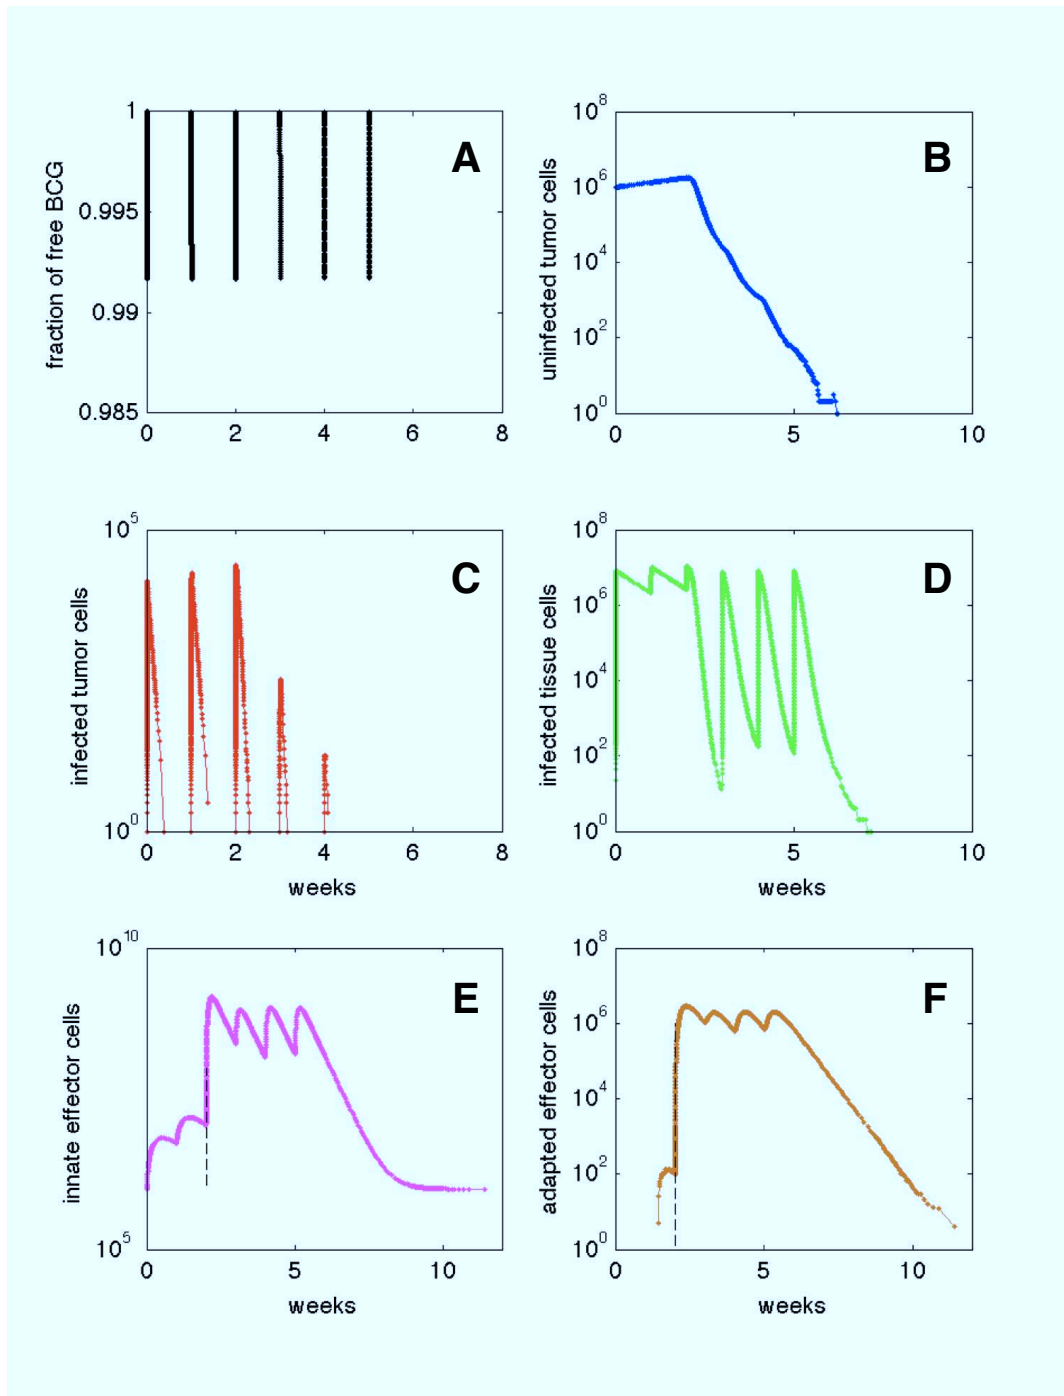 A
fraction of free BCG
1
0.995
0.99
0.985
0 2 4 6 8
B
uninfected tumor cells
10^8
10^6
10^4
10^2
10^0
0 5 10
C
infected tumor cells
10^5
10^0
0 2 4 6 8
weeks
D
infected tissue cells
10^8
10^6
10^4
10^2
10^0
0 5 10
weeks
E
innate effector cells
10^10
10^5
0 5 10
weeks
F
adapted effector cells
10^8
10^6
10^4
10^2
10^0
0 5 10
weeks